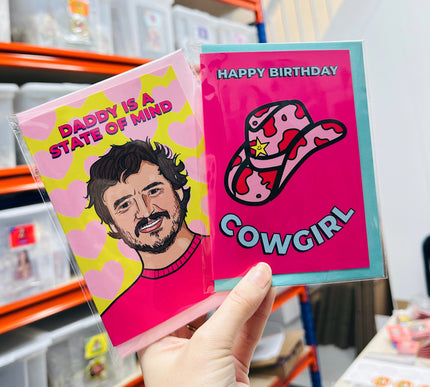 DADDY IS A
STATE OF MIND
HAPPY BIRTHDAY
COWGIRL